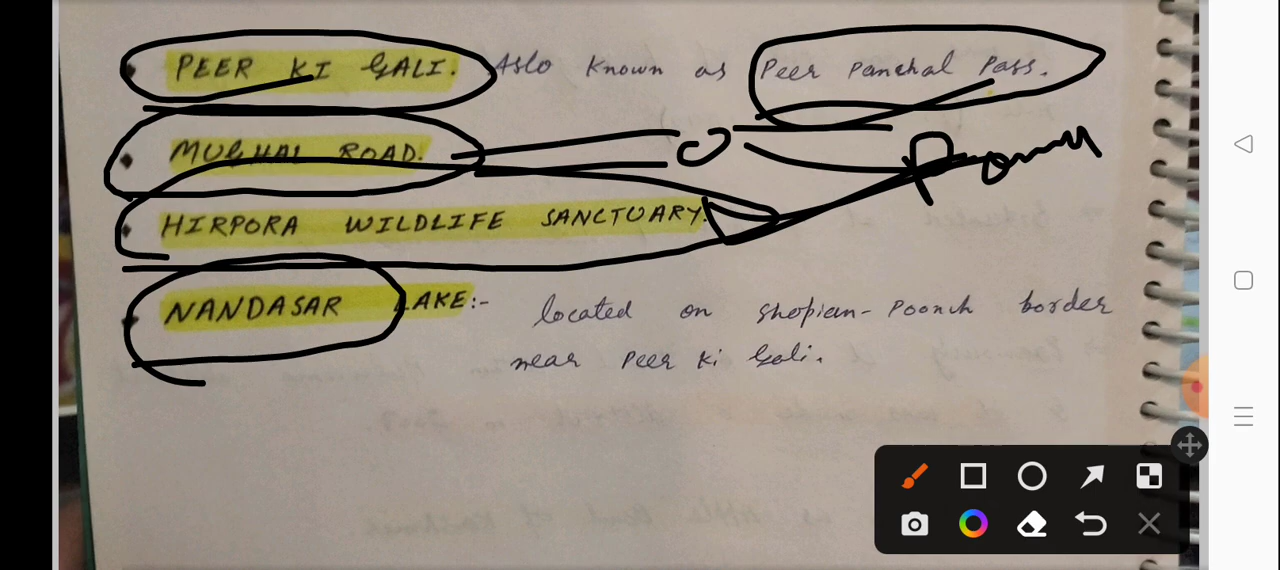 PEER KI GALI. Aslo known as Peer Panchal Pass.
MUGHAL ROAD.
HIRPORA WILDLIFE SANCTUARY.
NANDASAR LAKE:- located on Shopian-Poonch border
near Peer Ki Gali.